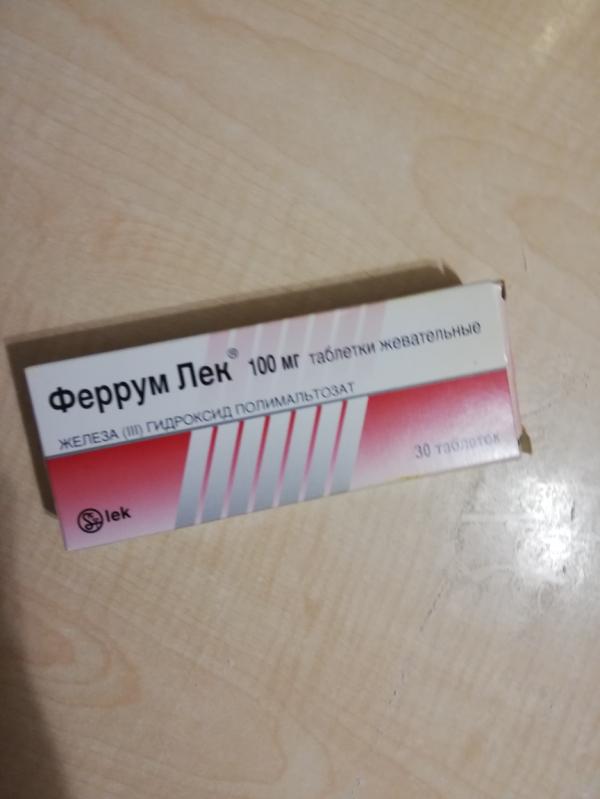 Феррум Лек® 100 мг таблетки жевательные
ЖЕЛЕЗА (III) ГИДРОКСИД ПОЛИМАЛЬТОЗАТ
30 таблеток
lek